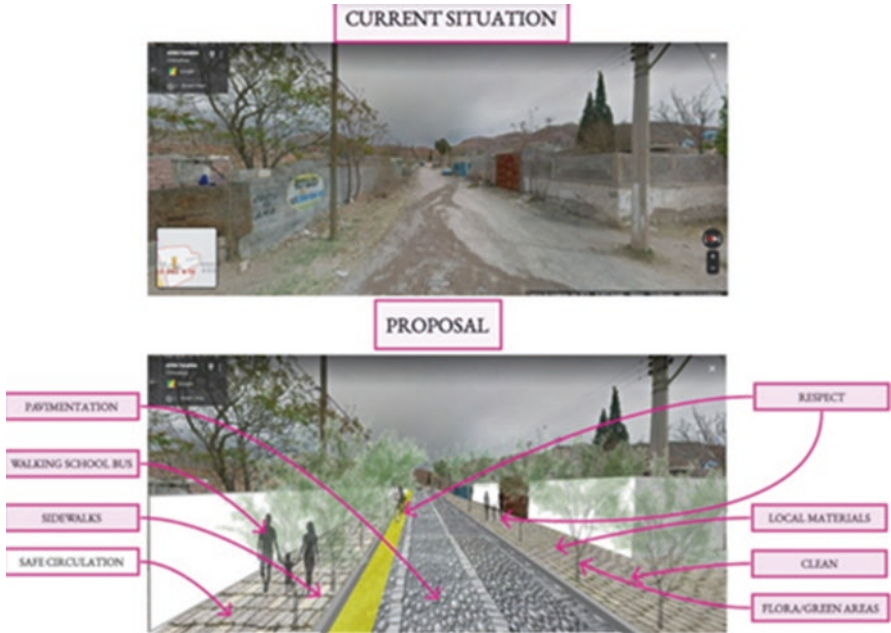 CURRENT SITUATION
PROPOSAL
PAVIMENTATION
WALKING SCHOOL BUS
SIDEWALKS
SAFE CIRCULATION
RESPECT
LOCAL MATERIALS
CLEAN
FLORA/GREEN AREAS